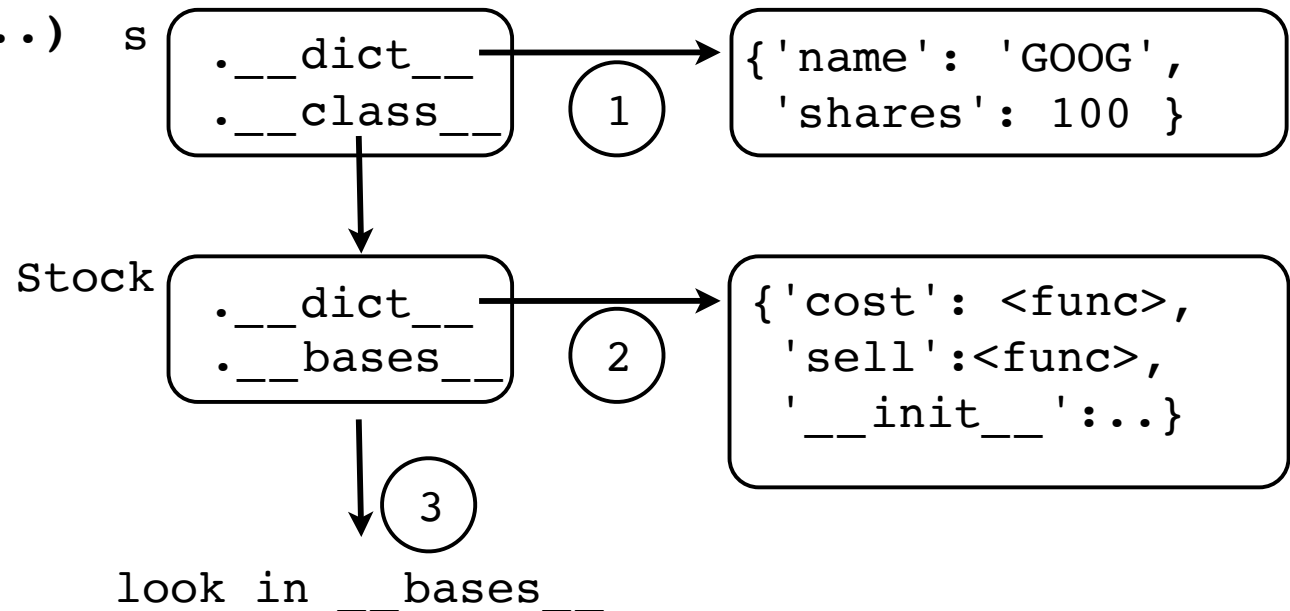 ..) s
.__dict__
.__class__
1
{'name': 'GOOG',
'shares': 100 }
Stock
.__dict__
.__bases__
2
{'cost': <func>,
'sell':<func>,
'__init__':..}
3
look in __bases__